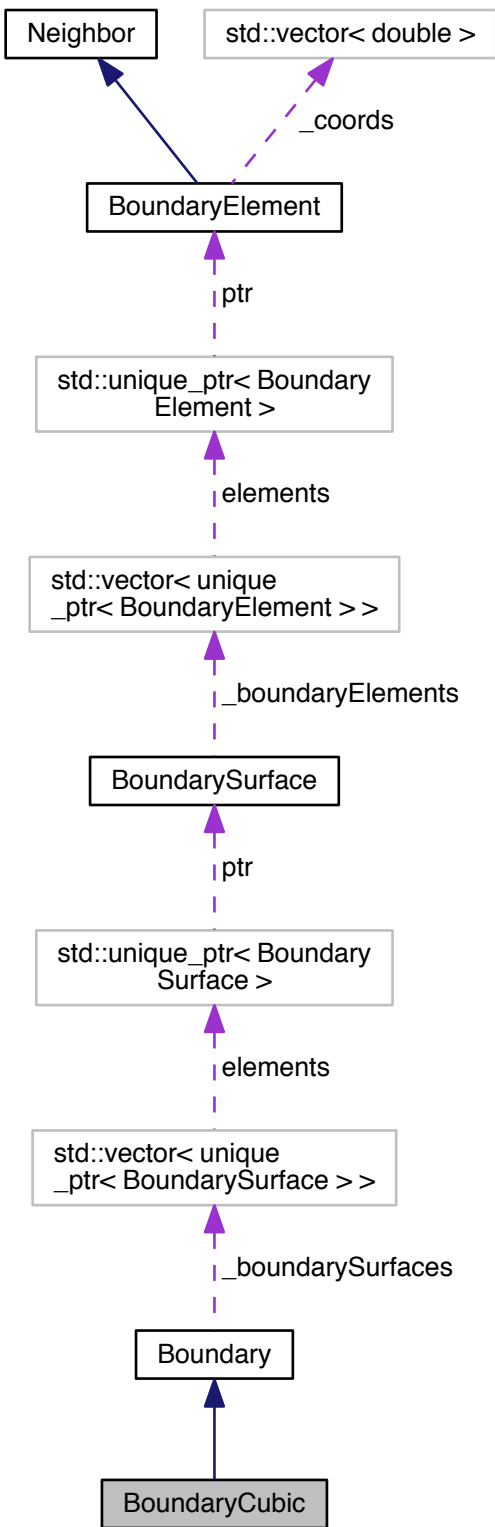 Neighbor
std::vector< double >
_coords
BoundaryElement
ptr
std::unique_ptr< Boundary
Element >
elements
std::vector< unique
_ptr< BoundaryElement > >
_boundaryElements
BoundarySurface
ptr
std::unique_ptr< Boundary
Surface >
elements
std::vector< unique
_ptr< BoundarySurface > >
_boundarySurfaces
Boundary
BoundaryCubic